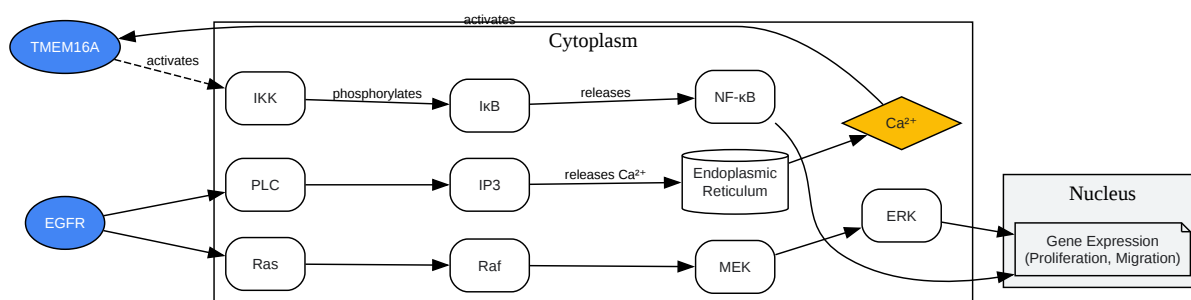 activates
Cytoplasm
TMEM16A
activates
IKK
phosphorylates
IκB
releases
NF-κB
Ca²⁺
PLC
IP3
releases Ca²⁺
Endoplasmic
Reticulum
EGFR
ERK
Nucleus
Gene Expression
(Proliferation, Migration)
Ras
Raf
MEK